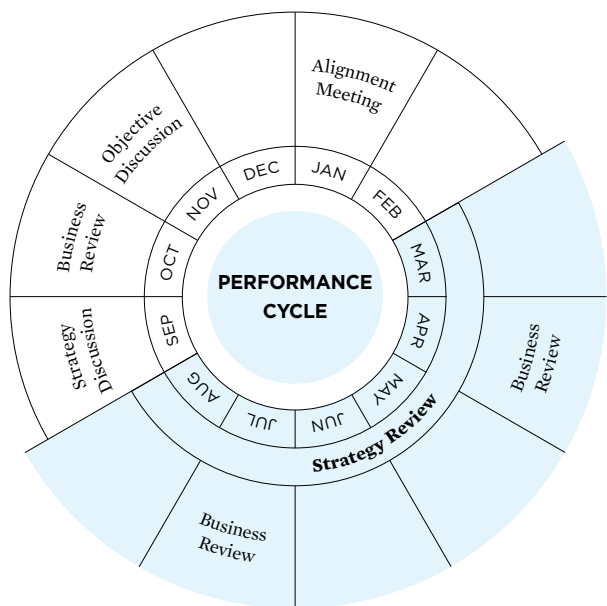 Alignment
Meeting
Objective
Discussion
Business
Review
Strategy
Discussion
JAN
FEB
MAR
APR
MAY
JUN
JUL
AUG
SEP
OCT
NOV
DEC
PERFORMANCE
CYCLE
Business
Review
Strategy Review
Business
Review